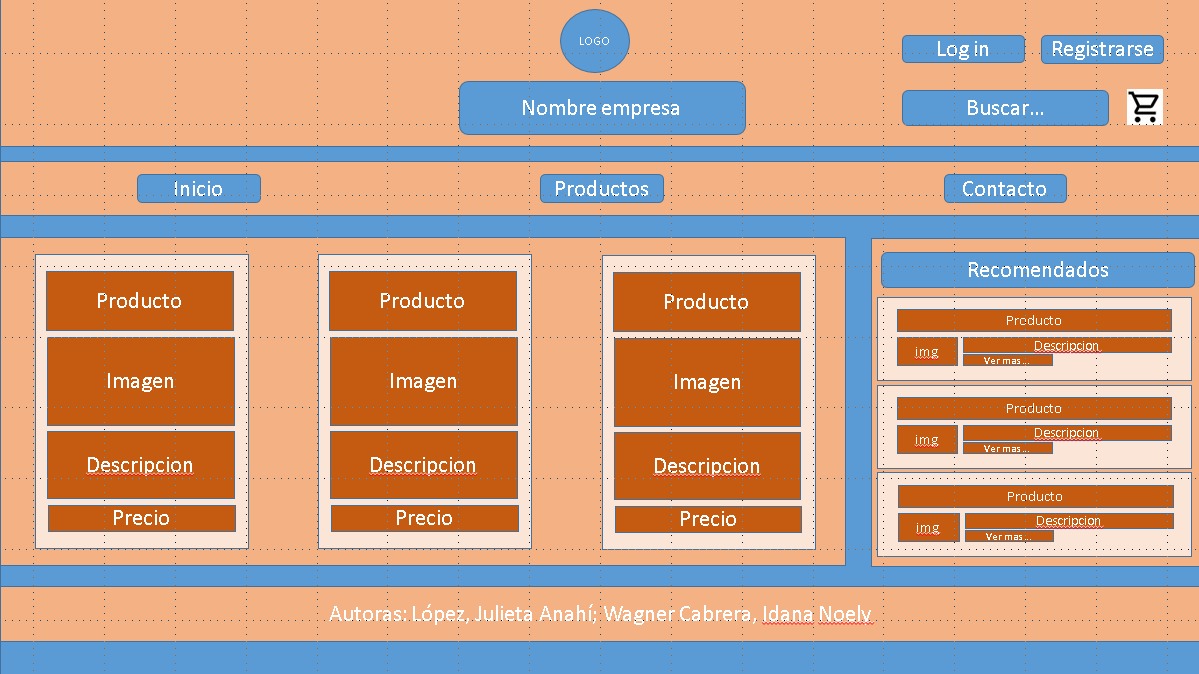 LOGO
Log in
Registrarse
Nombre empresa
Buscar...
Inicio
Productos
Contacto
Producto
Imagen
Descripcion
Precio
Producto
Imagen
Descripcion
Precio
Producto
Imagen
Descripcion
Precio
Recomendados
Producto
img
Descripcion
Ver mas...
Producto
img
Descripcion
Ver mas...
Producto
img
Descripcion
Ver mas...
Autoras: López, Julieta Anahí; Wagner Cabrera, Idana Noely